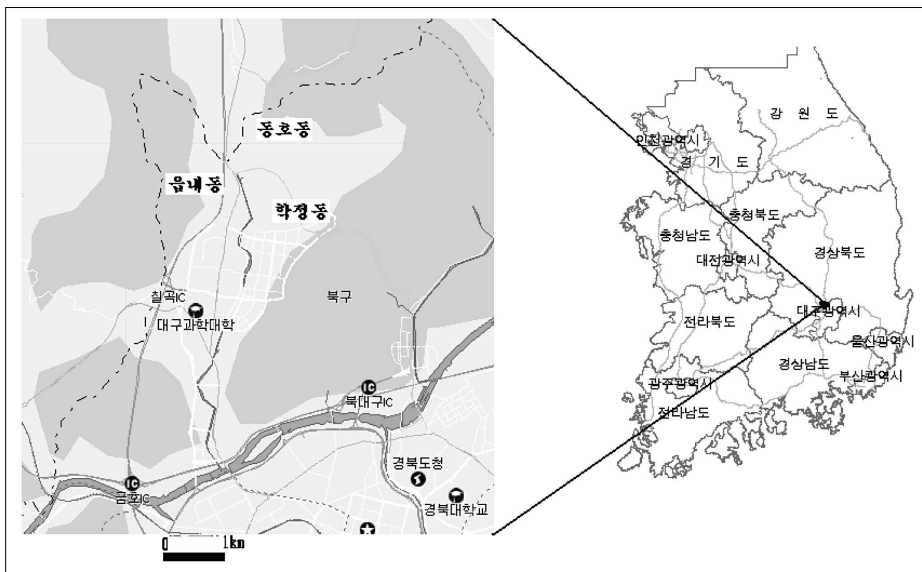 동호동
읍내동
학정동
칠곡IC
대구과학대학
북구
IC
북대구IC
경북도청
경북대학교
IC
금호IC
0 1km
강 원 도
인천광역시
경 기 도
충청북도
충청남도
대전광역시
경상북도
대구광역시
전라북도
울산광역시
경상남도
광주광역시
부산광역시
전라남도